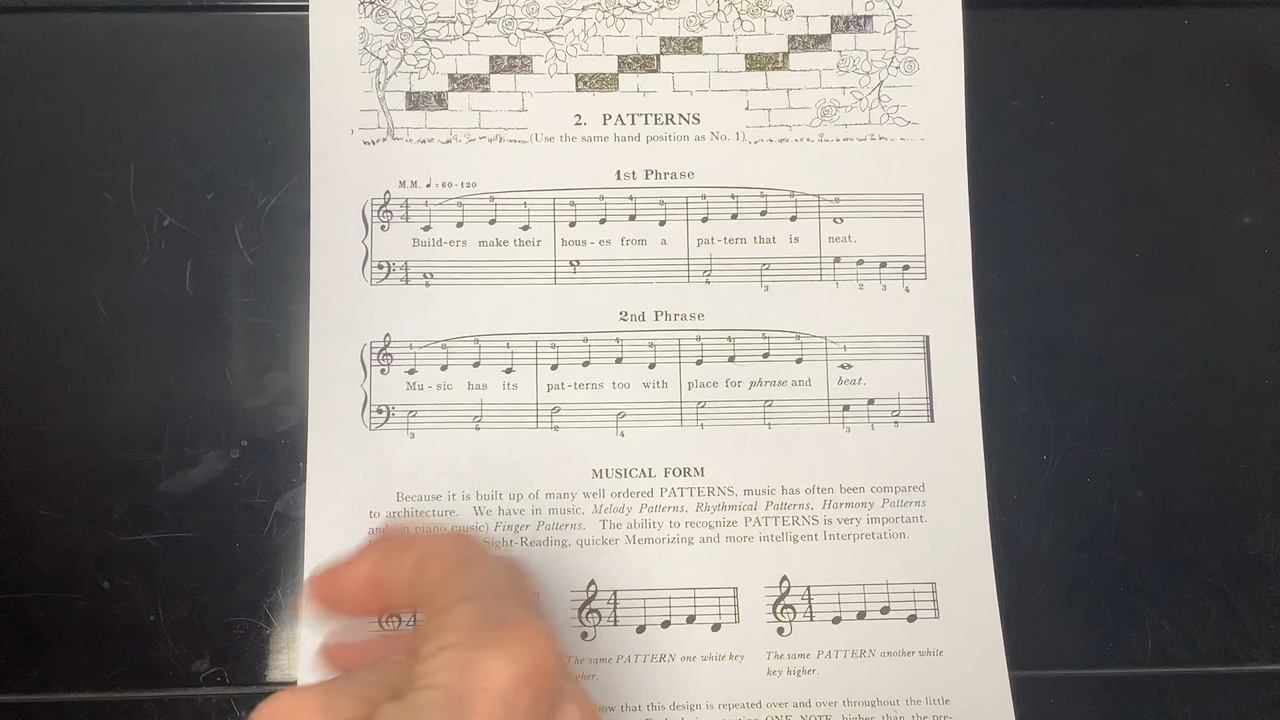 2. PATTERNS
(Use the same hand position as No. 1)
1st Phrase
M.M. ♩ = 60 - 120
Build-ers make their hous - es from a pat-tern that is neat.
2nd Phrase
Mu - sic has its pat-terns too with place for phrase and beat.
MUSICAL FORM
Because it is built up of many well ordered PATTERNS, music has often been compared
to architecture. We have in music, Melody Patterns, Rhythmical Patterns, Harmony Patterns
piano music) Finger Patterns. The ability to recognize PATTERNS is very important.
Sight-Reading, quicker Memorizing and more intelligent Interpretation.
The same PATTERN one white key
The same PATTERN another white
key higher.
that this design is repeated over and over throughout the little
ONE NOTE higher than the pre-